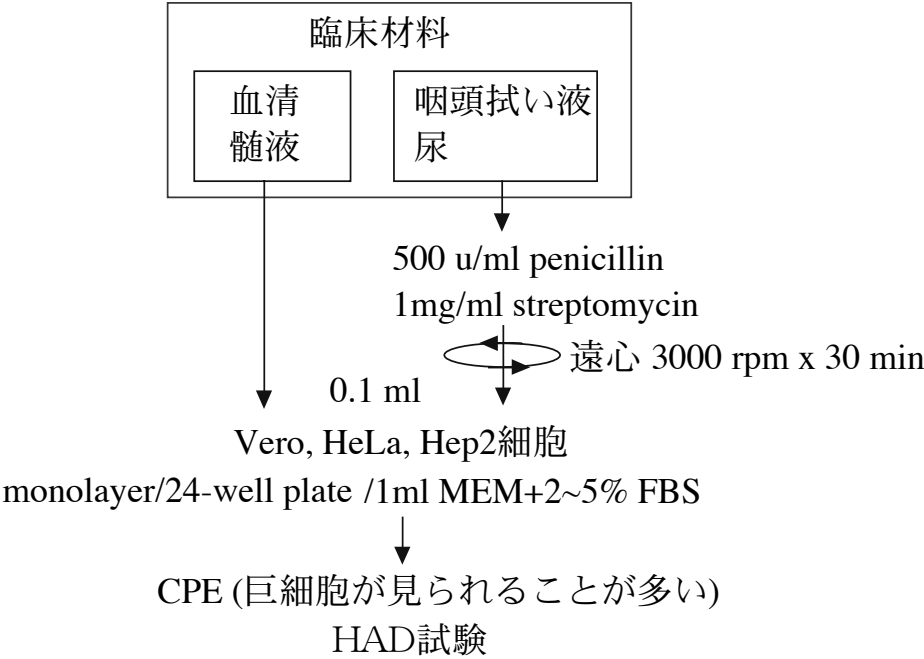 臨床材料
血清
髄液
咽頭拭い液
尿
500 u/ml penicillin
1mg/ml streptomycin
遠心 3000 rpm x 30 min
0.1 ml
Vero, HeLa, Hep2細胞
monolayer/24-well plate /1ml MEM+2~5% FBS
CPE (巨細胞が見られることが多い)
HAD試験